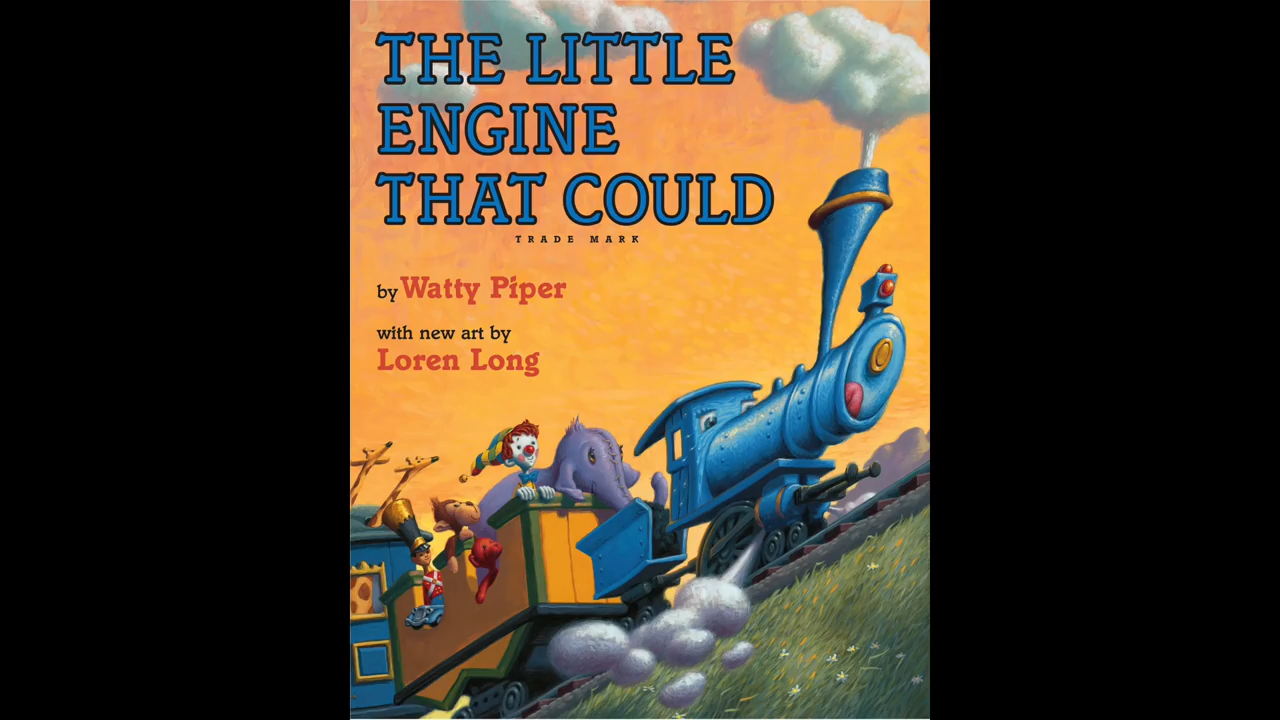 THE LITTLE
ENGINE
THAT COULD
TRADE MARK
by Watty Piper
with new art by
Loren Long